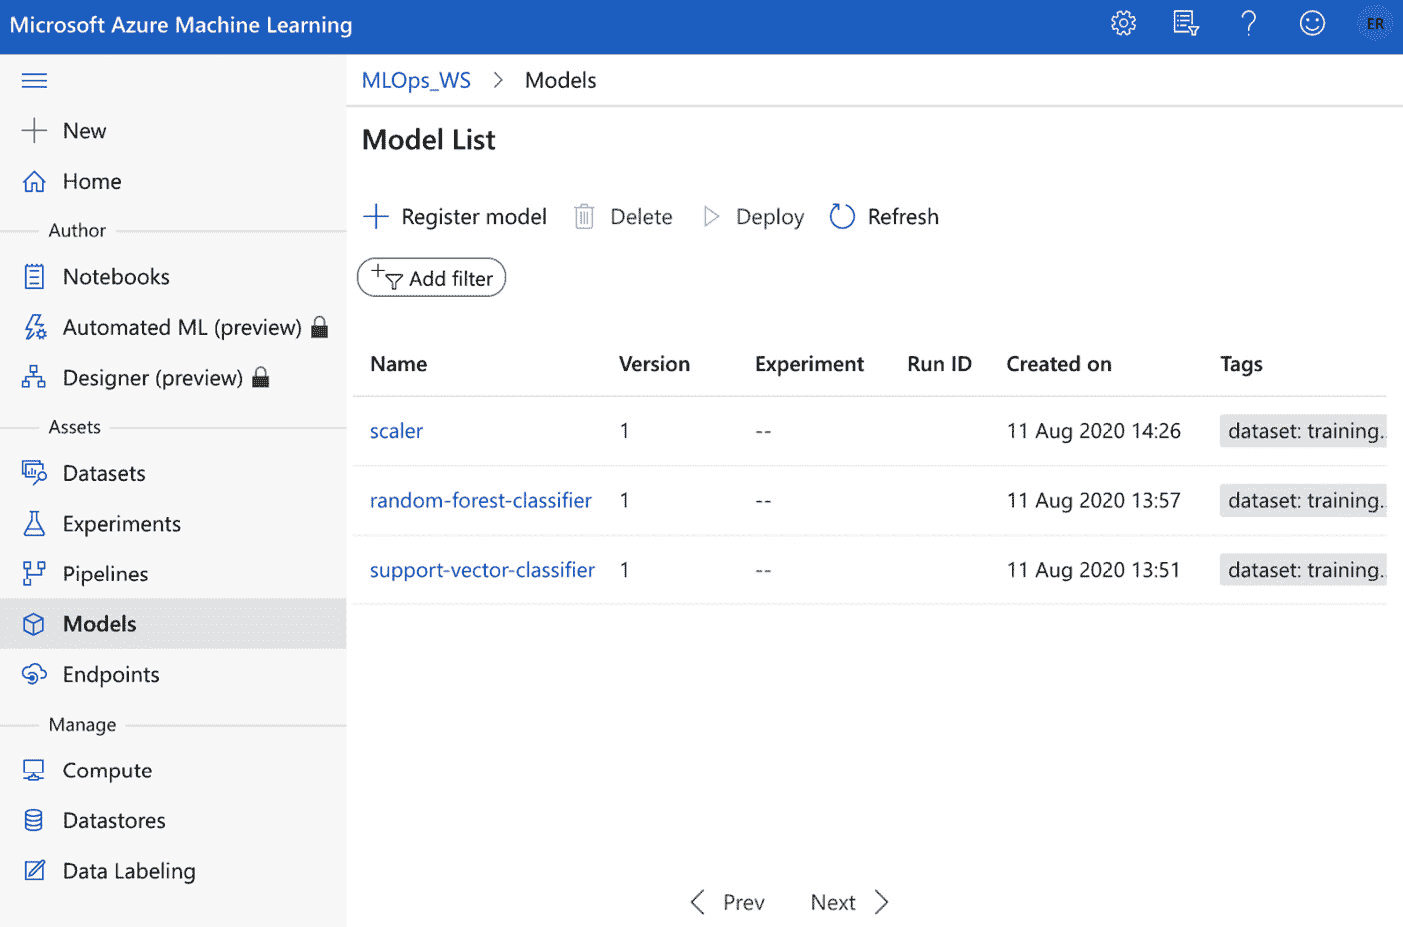 Microsoft Azure Machine Learning
ER
New
Home
Author
Notebooks
Automated ML (preview)
Designer (preview)
Assets
Datasets
Experiments
Pipelines
Models
Endpoints
Manage
Compute
Datastores
Data Labeling
MLOps_WS > Models
Model List
Register model Delete Deploy Refresh
Add filter
Name Version Experiment Run ID Created on Tags
scaler 1 -- 11 Aug 2020 14:26 dataset: training..
random-forest-classifier 1 -- 11 Aug 2020 13:57 dataset: training..
support-vector-classifier 1 -- 11 Aug 2020 13:51 dataset: training..
Prev Next